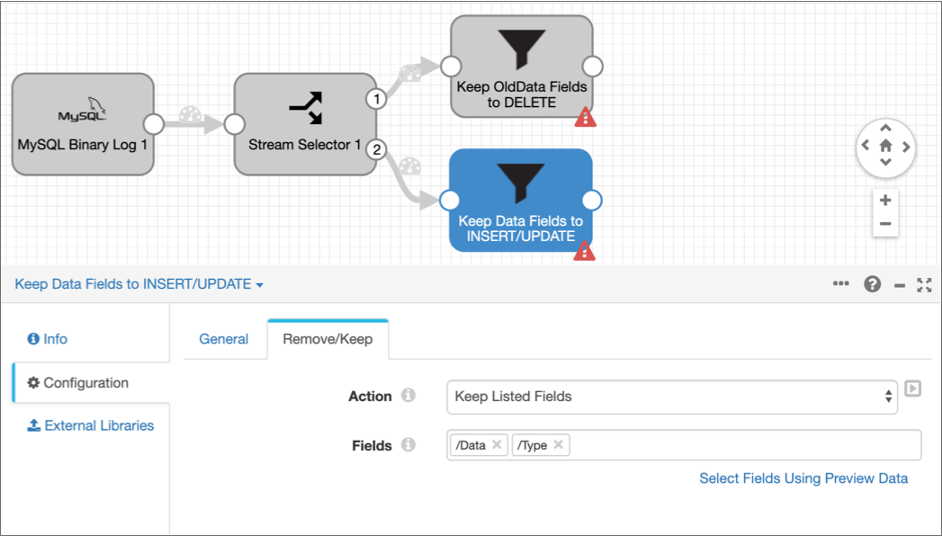 MySQL
MySQL Binary Log 1
Stream Selector 1
1
2
Keep OldData Fields
to DELETE
Keep Data Fields to
INSERT/UPDATE
Keep Data Fields to INSERT/UPDATE
Info
Configuration
External Libraries
General
Remove/Keep
Action
Keep Listed Fields
Fields
/Data
/Type
Select Fields Using Preview Data